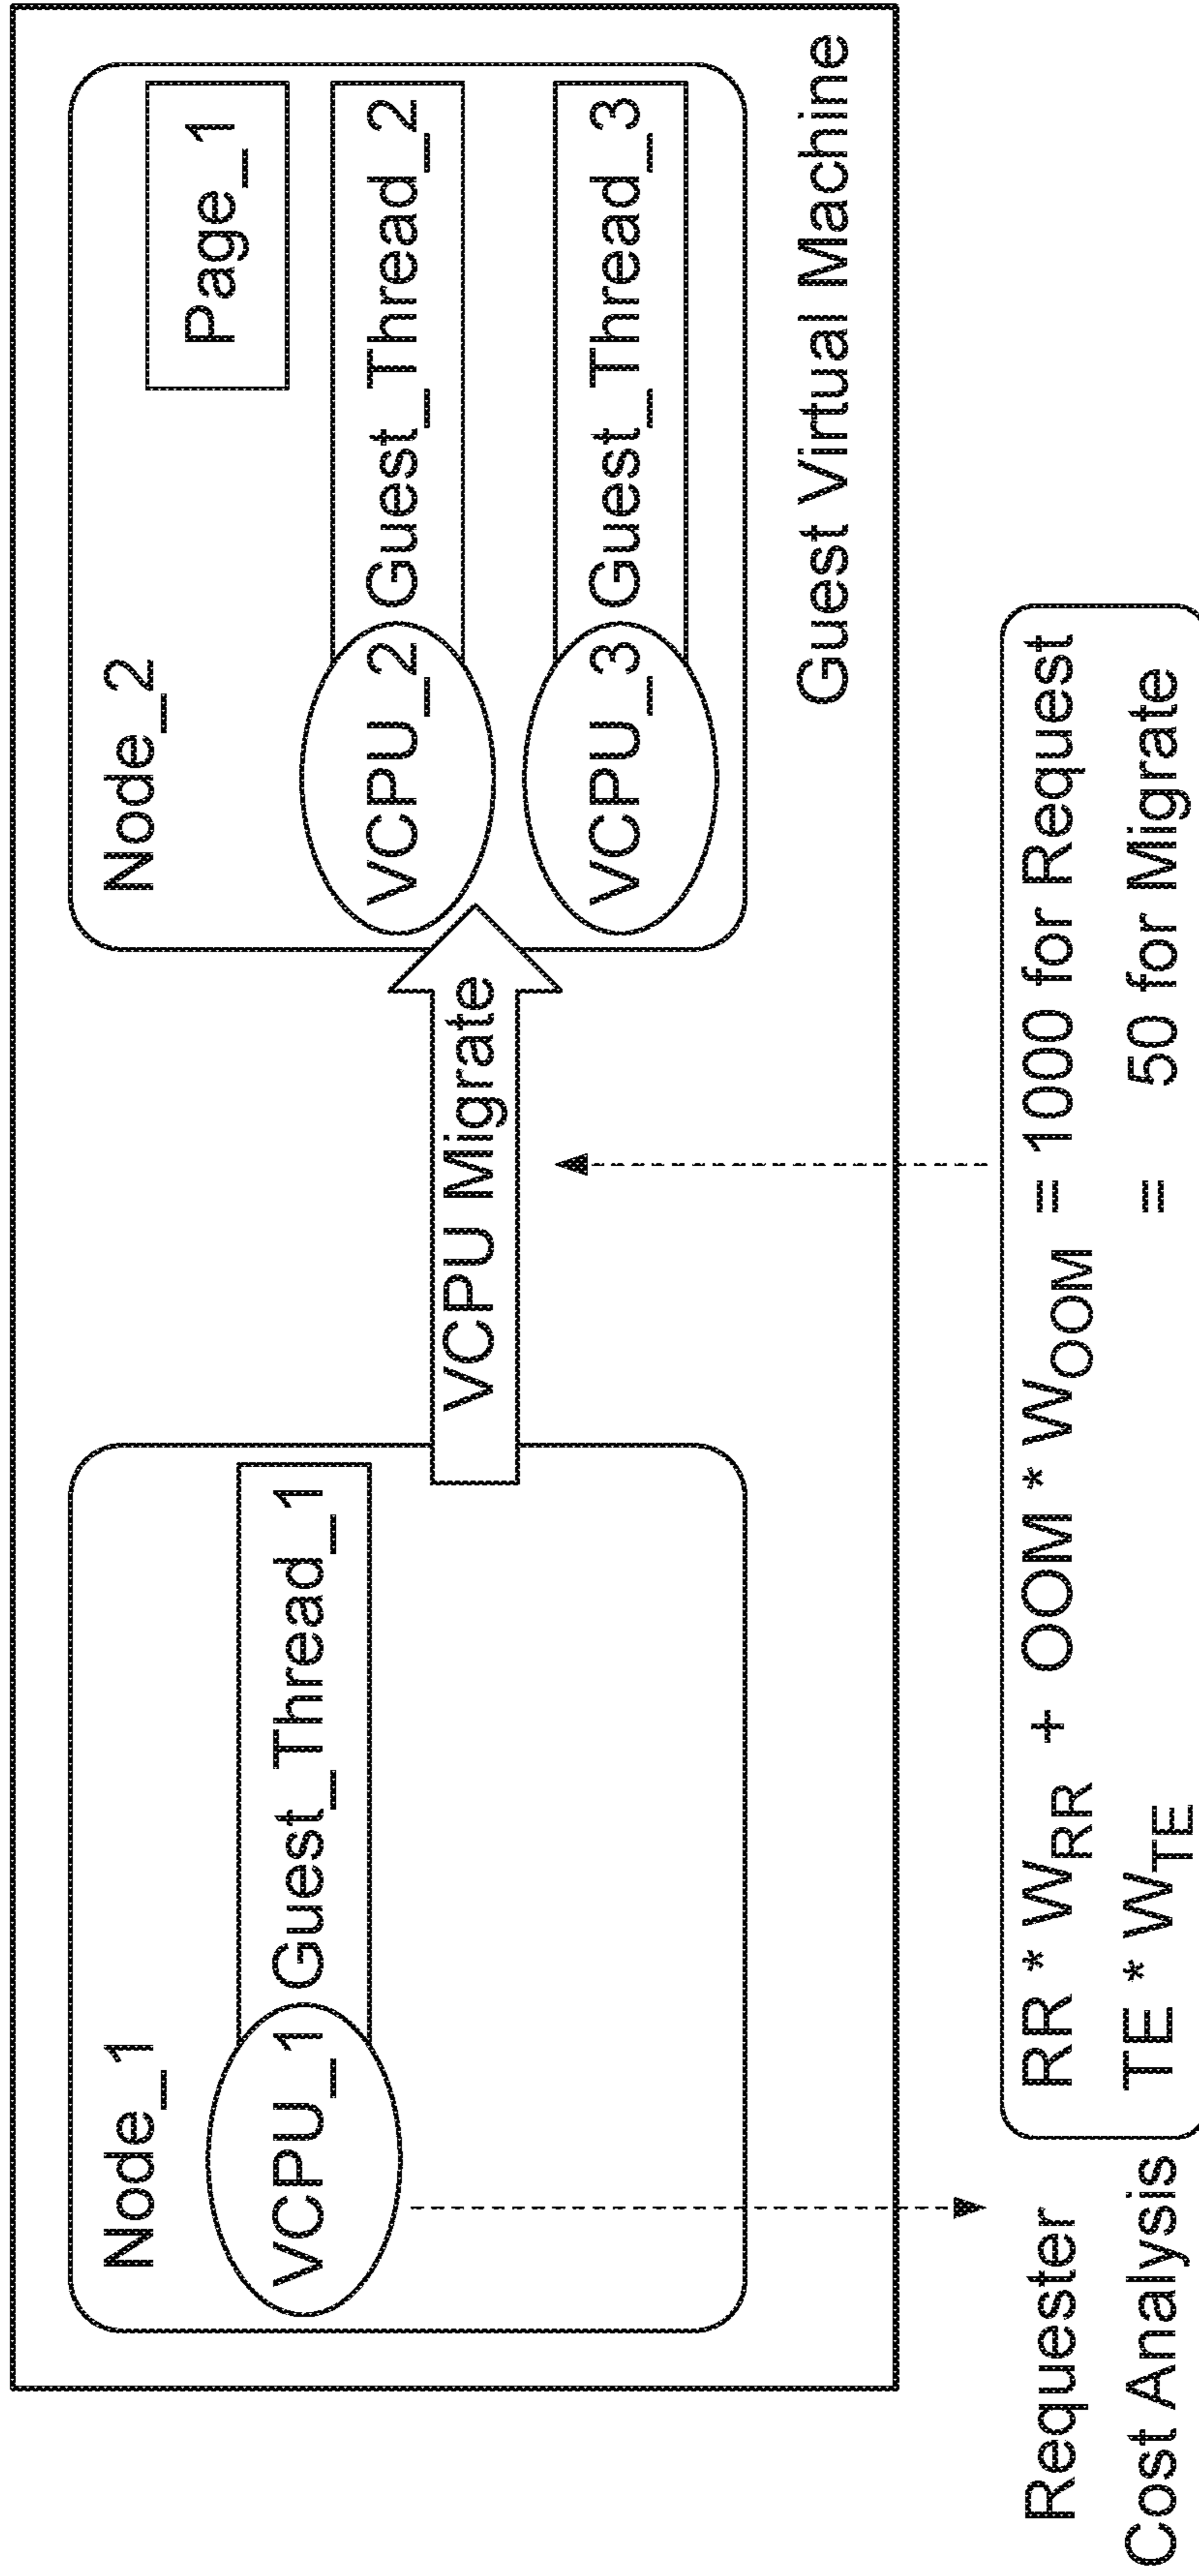 Node_1
VCPU_1 Guest_Thread_1
VCPU Migrate
Node_2
Page_1
VCPU_2 Guest_Thread_2
VCPU_3 Guest_Thread_3
Guest Virtual Machine
Requester
Cost Analysis
RR * WRR + OOM * WOOM = 1000 for Request
TE * WTE = 50 for Migrate